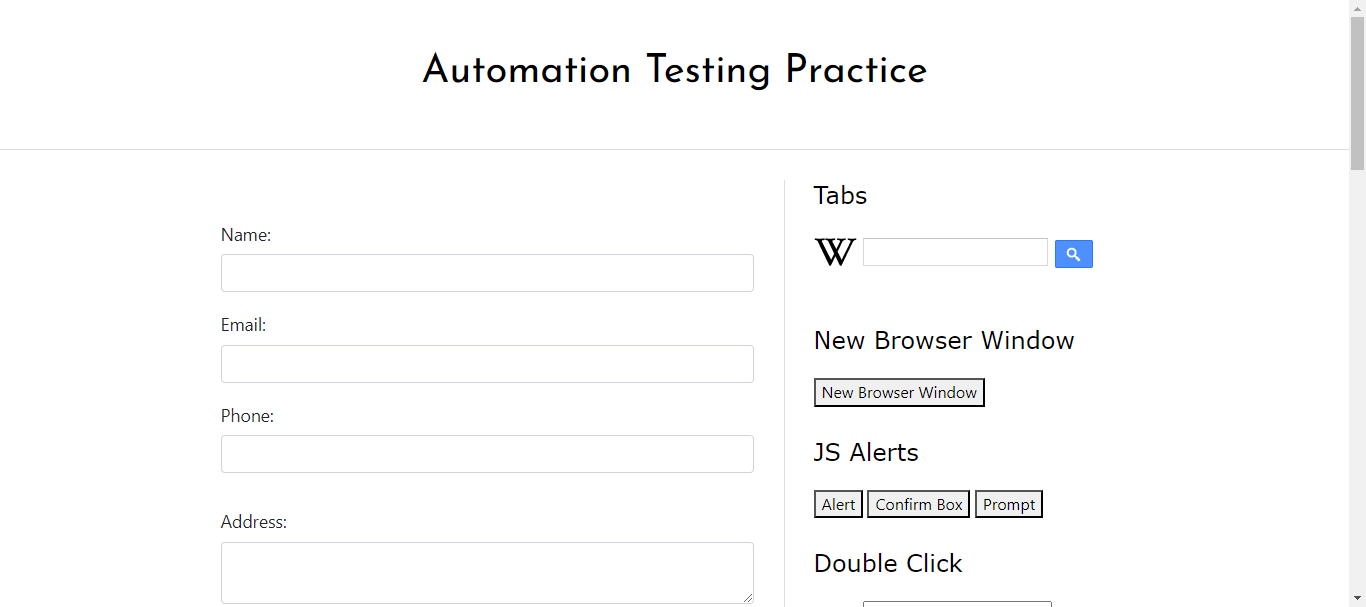 Automation Testing Practice
Name:
Email:
Phone:
Address:
Tabs
W
New Browser Window
New Browser Window
JS Alerts
Alert Confirm Box Prompt
Double Click